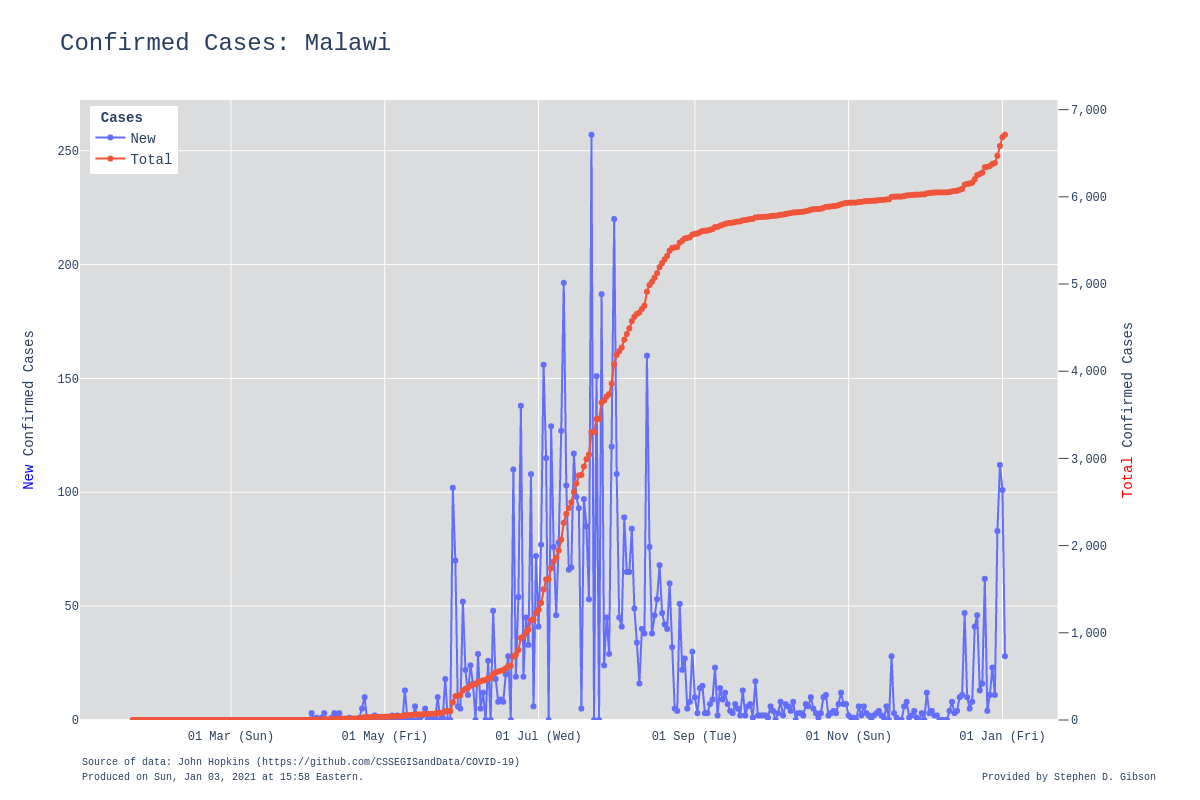 Confirmed Cases: Malawi
Cases
New
Total
250
200
150
100
50
0
7,000
6,000
5,000
4,000
3,000
2,000
1,000
0
New Confirmed Cases
Total Confirmed Cases
01 Mar (Sun)
01 May (Fri)
01 Jul (Wed)
01 Sep (Tue)
01 Nov (Sun)
01 Jan (Fri)
Source of data: John Hopkins (https://github.com/CSSEGISandData/COVID-19)
Produced on Sun, Jan 03, 2021 at 15:58 Eastern.
Provided by Stephen D. Gibson